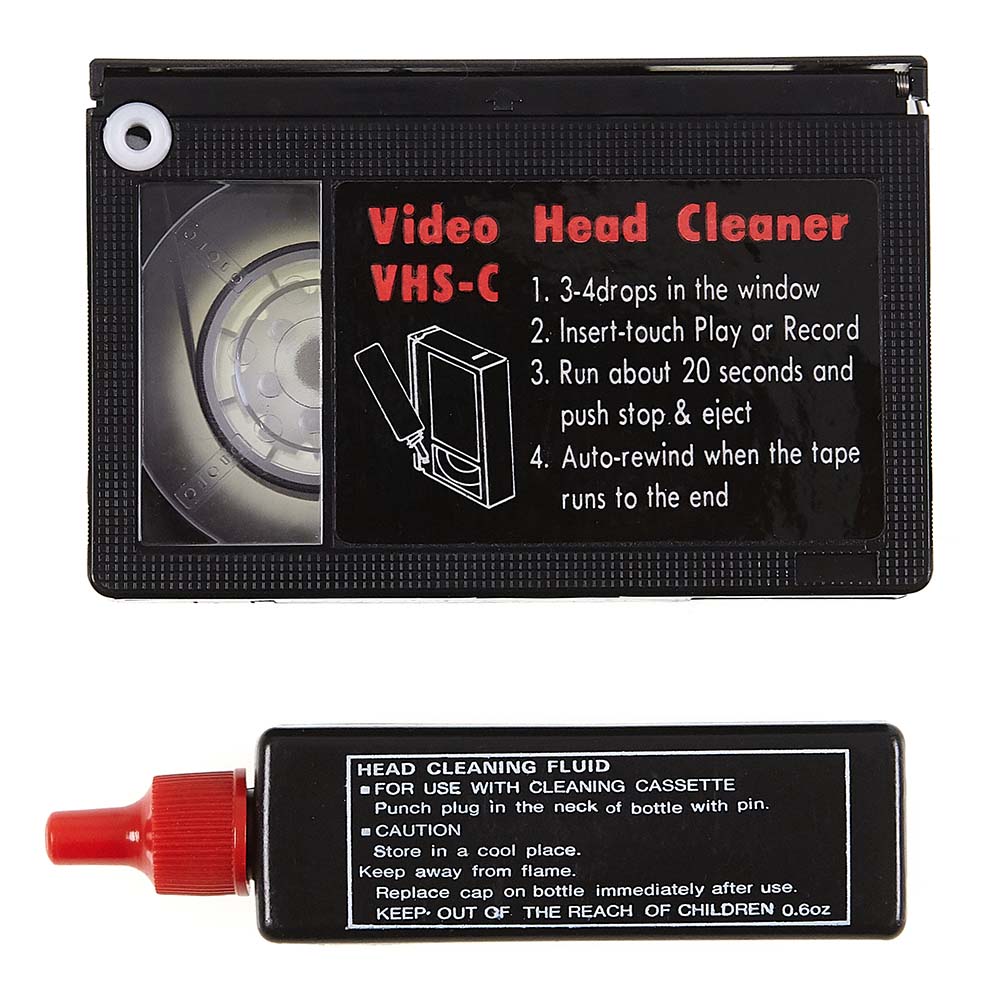 Video Head Cleaner
VHS-C
1. 3-4drops in the window
2. Insert-touch Play or Record
3. Run about 20 seconds and
push stop & eject
4. Auto-rewind when the tape
runs to the end
HEAD CLEANING FLUID
▪ FOR USE WITH CLEANING CASSETTE
Punch plug in the neck of bottle with pin.
▪ CAUTION
Store in a cool place.
Keep away from flame.
Replace cap on bottle immediately after use.
KEEP OUT OF THE REACH OF CHILDREN 0.6oz